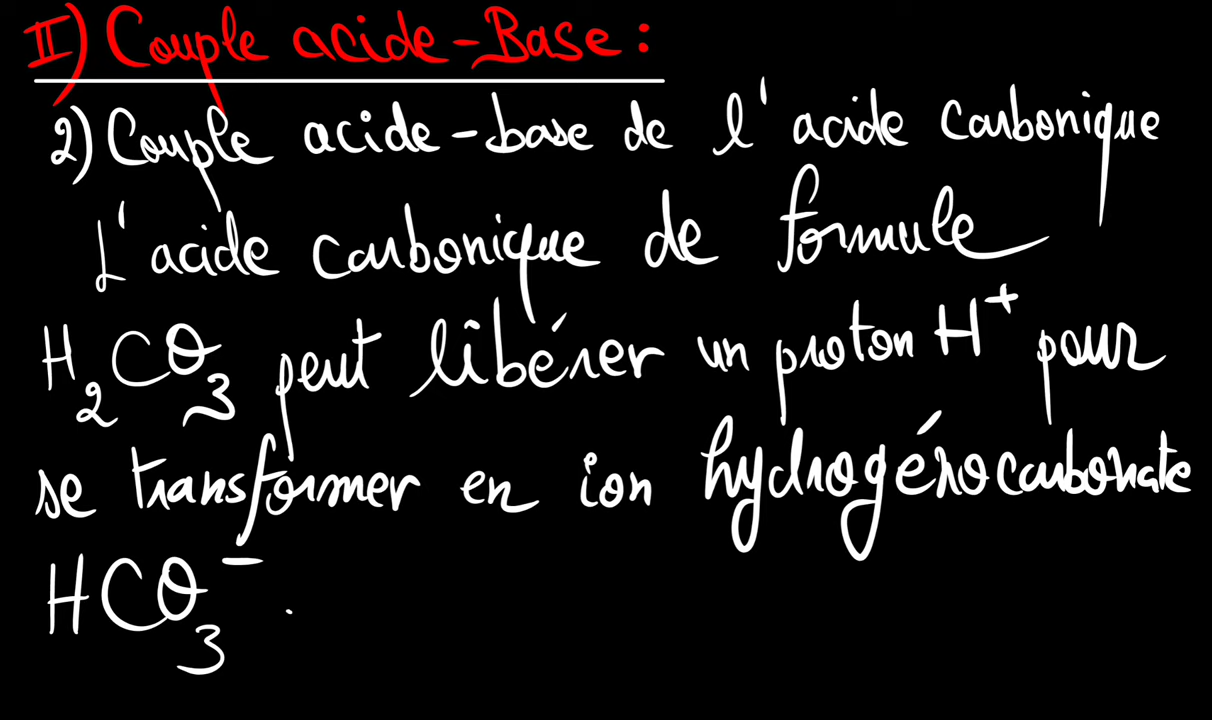 II) Couple acide-Base :
2) Couple acide-base de l'acide carbonique
L'acide carbonique de formule
H₂CO₃ peut libérer un proton H⁺ pour
se transformer en ion hydrogénocarbonate
HCO₃⁻ .